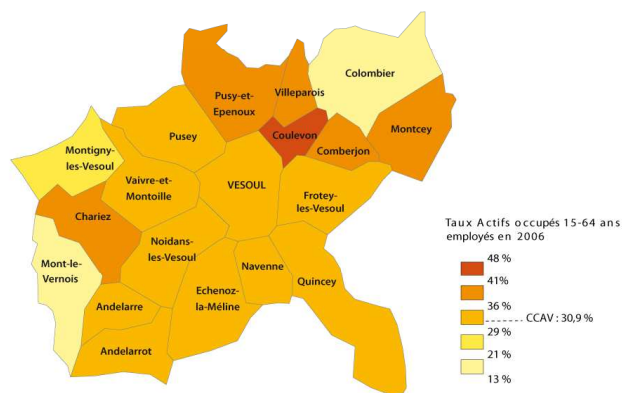 Colombier
Pusy-et-
Epenoux
Villeparois
Pusey
Coulevon
Montcey
Comberjon
Montigny-
les-Vesoul
Vaivre-et-
Montoille
VESOUL
Frotey-
les-Vesoul
Chariez
Noidans-
les-Vesoul
Mont-le-
Vernois
Navenne
Echenoz-
la-Méline
Quincey
Andelarre
Andelarrot
Taux Actifs occupés 15-64 ans
employés en 2006
48 %
41%
36 %
CCAV : 30,9 %
29 %
21 %
13 %